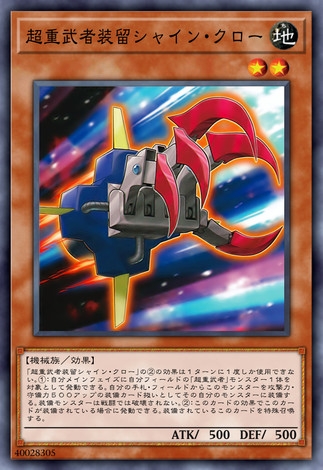 超重武者装留シャイン・クロー
地
【機械族／効果】
「超重武者装留シャイン・クロー」の②の効果は１ターンに１度しか使用できな
い。①：自分メインフェイズに自分フィールドの「超重武者」モンスター１体を
対象として発動できる。自分の手札・フィールドからこのモンスターを攻撃力・
守備力５００アップの装備カード扱いとしてその自分のモンスターに装備す
る。装備モンスターは戦闘では破壊されない。②：このカードの効果でこのカー
ドが装備されている場合に発動できる。装備されているこのカードを特殊召喚
する。
ATK/ 500 DEF/ 500
40028305